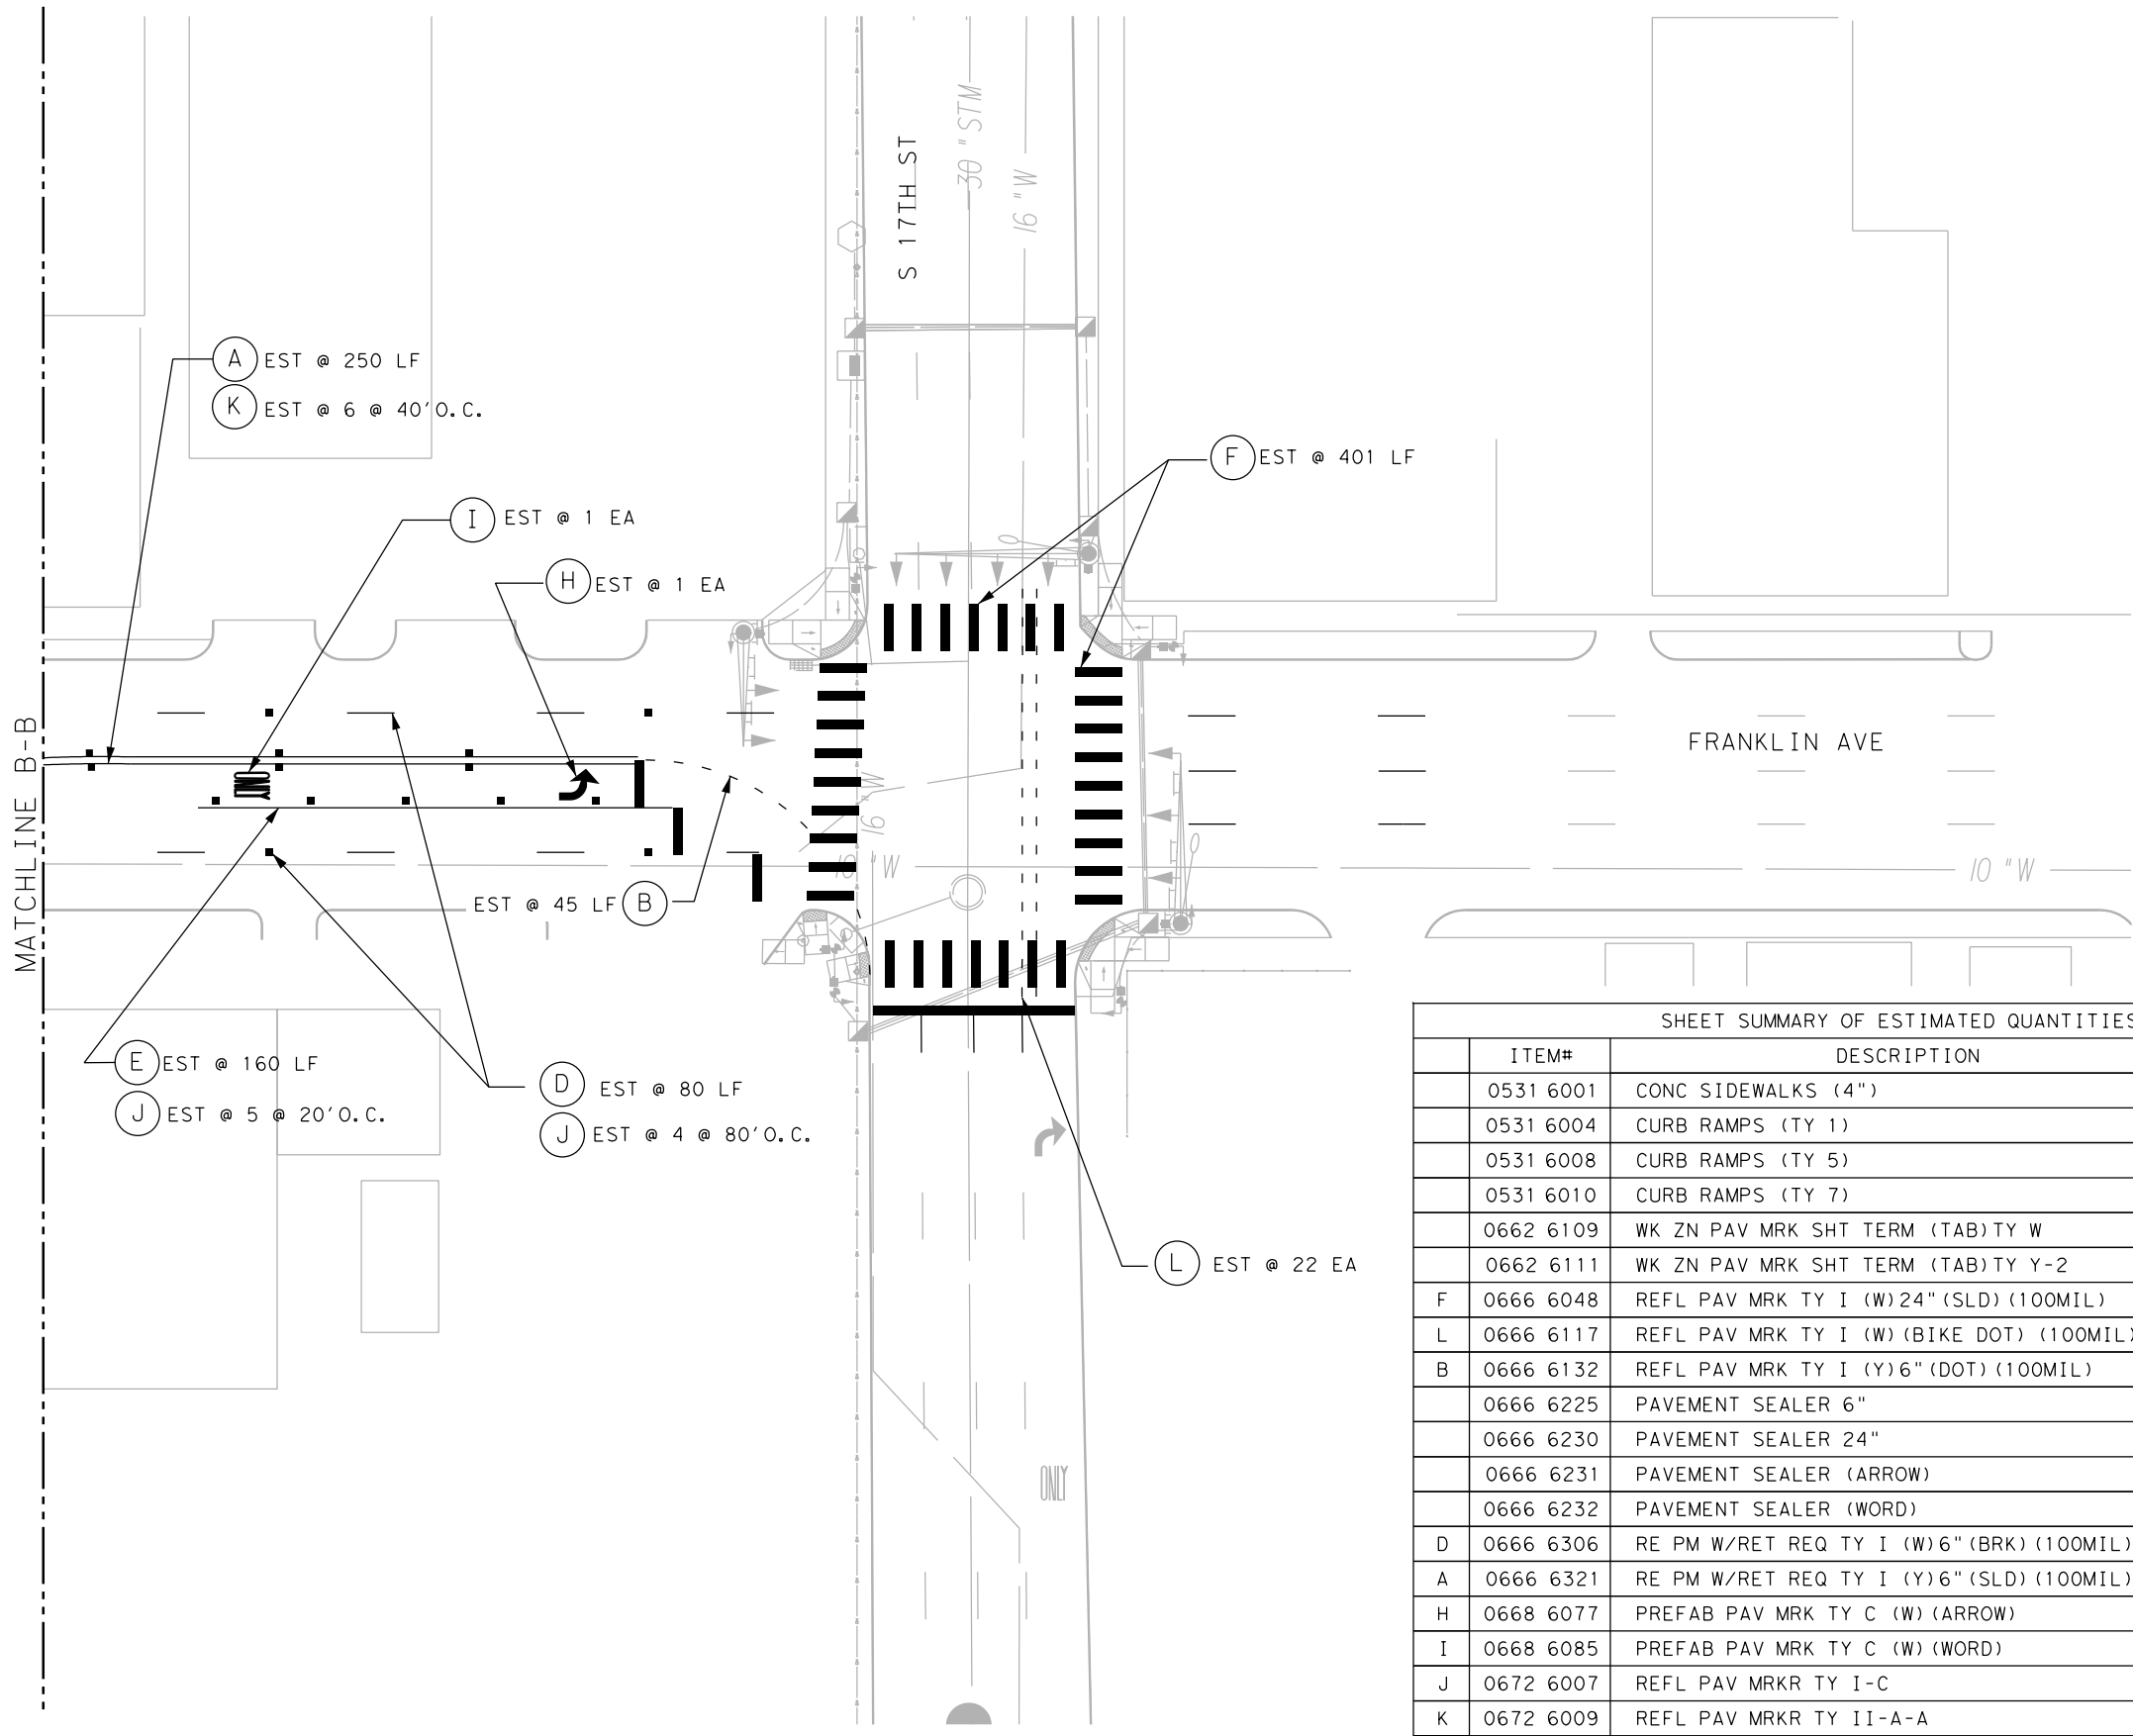 S 17TH ST
30"STM
16"W
A EST @ 250 LF
K EST @ 6 @ 40'O.C.
F EST @ 401 LF
I EST @ 1 EA
H EST @ 1 EA
MATCHLINE B-B
ONLY
FRANKLIN AVE
16"W
10"W
10"W
EST @ 45 LF B
E EST @ 160 LF
J EST @ 5 @ 20'O.C.
D EST @ 80 LF
J EST @ 4 @ 80'O.C.
L EST @ 22 EA
ONLY
SHEET SUMMARY OF ESTIMATED QUANTITIES
ITEM# DESCRIPTION
0531 6001 CONC SIDEWALKS (4")
0531 6004 CURB RAMPS (TY 1)
0531 6008 CURB RAMPS (TY 5)
0531 6010 CURB RAMPS (TY 7)
0662 6109 WK ZN PAV MRK SHT TERM (TAB)TY W
0662 6111 WK ZN PAV MRK SHT TERM (TAB)TY Y-2
F 0666 6048 REFL PAV MRK TY I (W)24"(SLD)(100MIL)
L 0666 6117 REFL PAV MRK TY I (W)(BIKE DOT)(100MIL)
B 0666 6132 REFL PAV MRK TY I (Y)6"(DOT)(100MIL)
0666 6225 PAVEMENT SEALER 6"
0666 6230 PAVEMENT SEALER 24"
0666 6231 PAVEMENT SEALER (ARROW)
0666 6232 PAVEMENT SEALER (WORD)
D 0666 6306 RE PM W/RET REQ TY I (W)6"(BRK)(100MIL)
A 0666 6321 RE PM W/RET REQ TY I (Y)6"(SLD)(100MIL)
H 0668 6077 PREFAB PAV MRK TY C (W)(ARROW)
I 0668 6085 PREFAB PAV MRK TY C (W)(WORD)
J 0672 6007 REFL PAV MRKR TY I-C
K 0672 6009 REFL PAV MRKR TY II-A-A